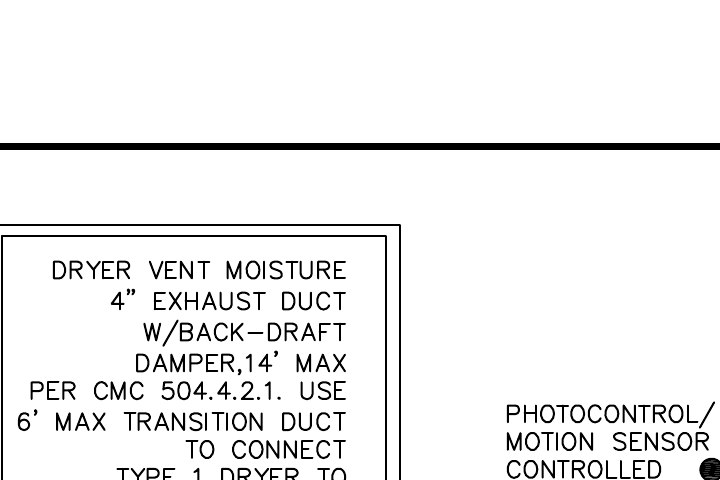 DRYER VENT MOISTURE
4" EXHAUST DUCT
W/BACK-DRAFT
DAMPER,14' MAX
PER CMC 504.4.2.1. USE
6' MAX TRANSITION DUCT
TO CONNECT
TYPE 1 DRYER TO
PHOTOCONTROL/
MOTION SENSOR
CONTROLLED